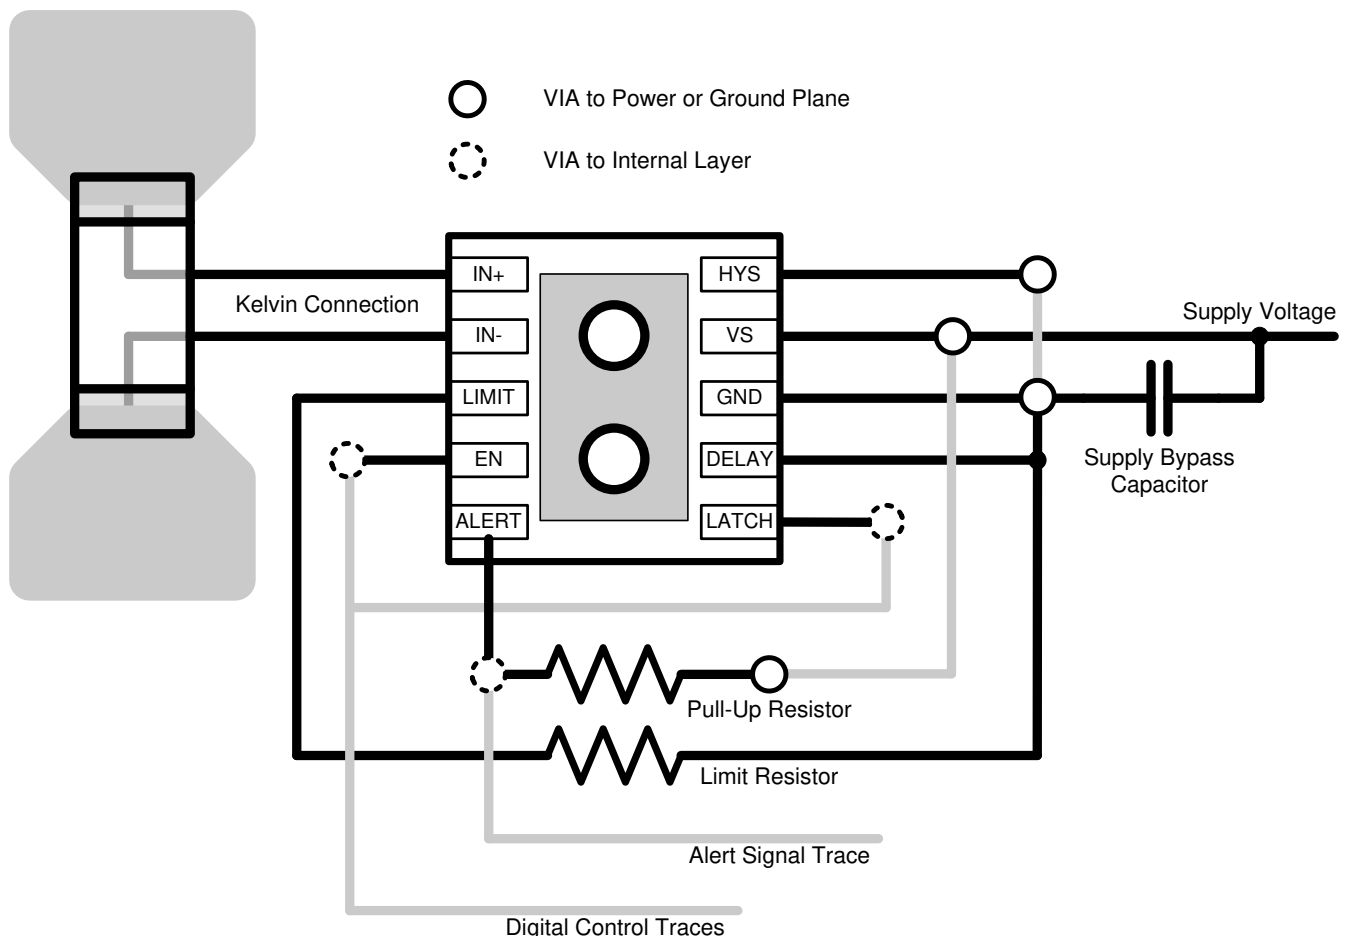 VIA to Power or Ground Plane
VIA to Internal Layer
IN+
HYS
Kelvin Connection
Supply Voltage
IN-
VS
LIMIT
GND
EN
DELAY
Supply Bypass
Capacitor
ALERT
LATCH
Pull-Up Resistor
Limit Resistor
Alert Signal Trace
Digital Control Traces